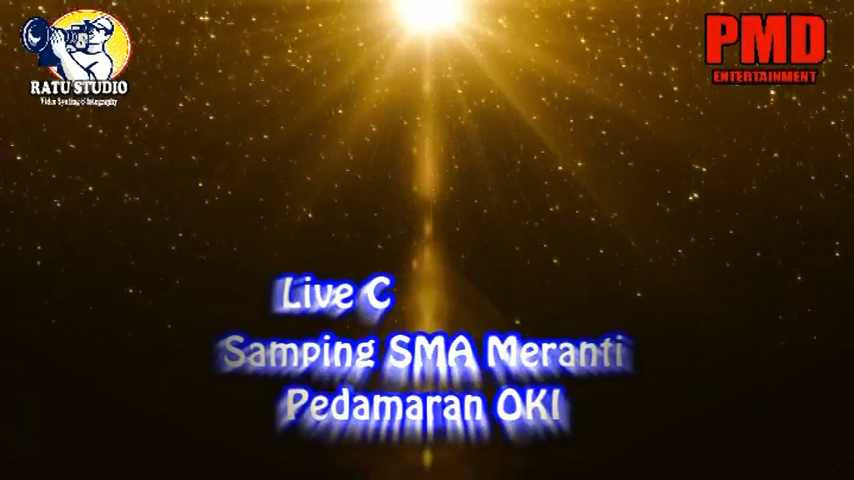 RATU STUDIO
PMD
ENTERTAINMENT
Live C
Samping SMA Meranti
Pedamaran OKI